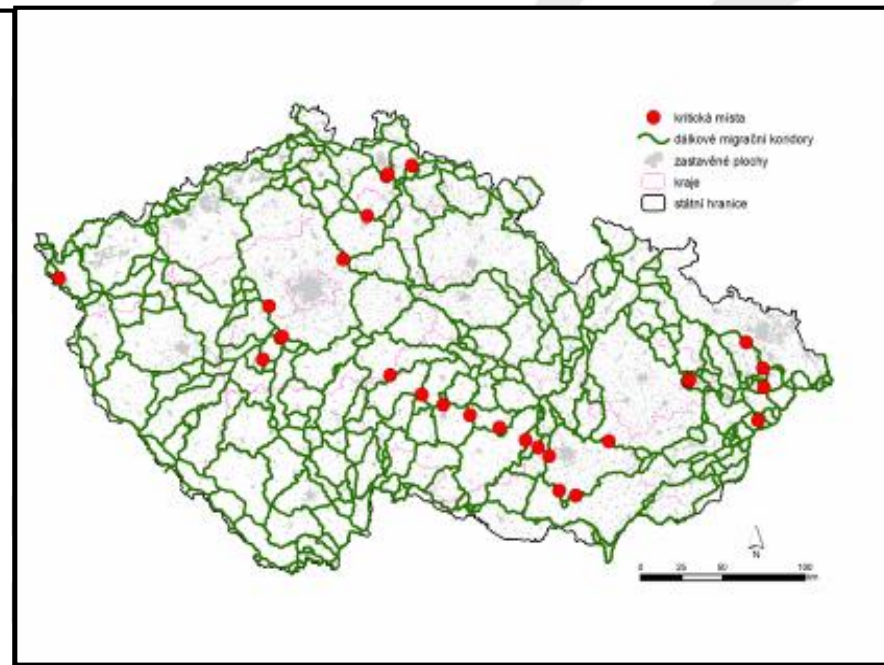 kritická místa
dálkové migrační koridory
zastavěné plochy
kraje
státní hranice
N
0 25 50 100
km